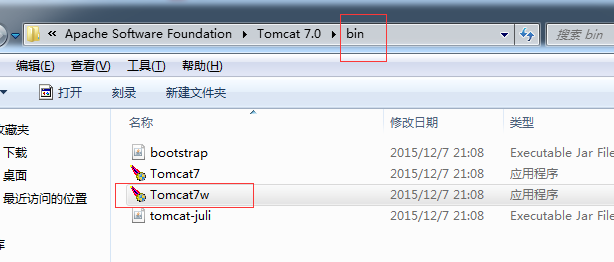 « Apache Software Foundation Tomcat 7.0 bin 搜索 bin
编辑(E) 查看(V) 工具(T) 帮助(H)
打开 刻录 新建文件夹
名称 修改日期 类型
收藏夹
bootstrap 2015/12/7 21:08 Executable Jar File
下载
Tomcat7 2015/12/7 21:08 应用程序
桌面
Tomcat7w 2015/12/7 21:08 应用程序
最近访问的位置
tomcat-juli 2015/12/7 21:08 Executable Jar File
库